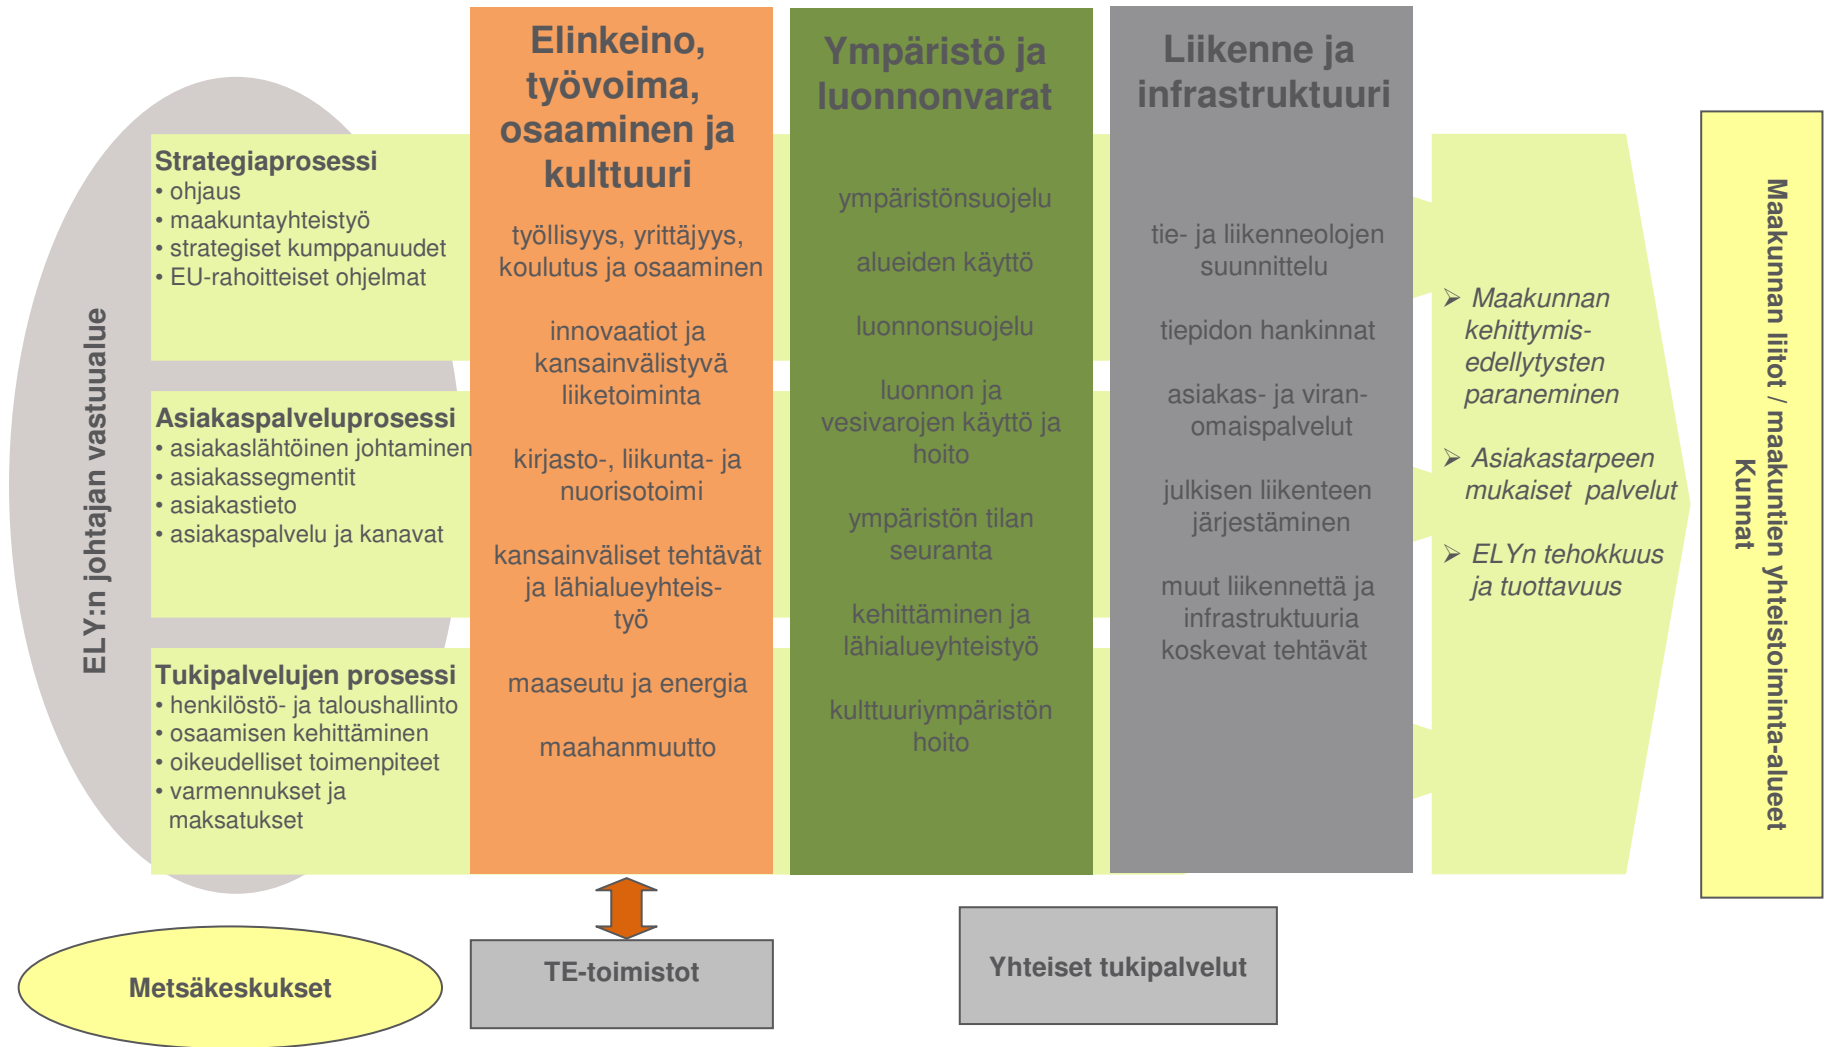 ELY:n johtajan vastuualue
Strategiaprosessi
• ohjaus
• maakuntayhteistyö
• strategiset kumppanuudet
• EU-rahoitteiset ohjelmat
Asiakaspalveluprosessi
• asiakaslähtöinen johtaminen
• asiakassegmentit
• asiakastieto
• asiakaspalvelu ja kanavat
Tukipalvelujen prosessi
• henkilöstö- ja taloushallinto
• osaamisen kehittäminen
• oikeudelliset toimenpiteet
• varmennukset ja
maksatukset
Elinkeino,
työvoima,
osaaminen ja
kulttuuri
työllisyys, yrittäjyys,
koulutus ja osaaminen
innovaatiot ja
kansainvälistyvä
liiketoiminta
kirjasto-, liikunta- ja
nuorisotoimi
kansainväliset tehtävät
ja lähialueyhteis-
työ
maaseutu ja energia
maahanmuutto
Ympäristö ja
luonnonvarat
ympäristönsuojelu
alueiden käyttö
luonnonsuojelu
luonnon ja
vesivarojen käyttö ja
hoito
ympäristön tilan
seuranta
kehittäminen ja
lähialueyhteistyö
kulttuuriympäristön
hoito
Liikenne ja
infrastruktuuri
tie- ja liikenneolojen
suunnittelu
tiepidon hankinnat
asiakas- ja viran-
omaispalvelut
julkisen liikenteen
järjestäminen
muut liikennettä ja
infrastruktuuria
koskevat tehtävät
➢ Maakunnan
kehittymis-
edellytysten
paraneminen
➢ Asiakastarpeen
mukaiset palvelut
➢ ELYn tehokkuus
ja tuottavuus
Maakunnan liitot / maakuntien yhteistoiminta-alueet
Kunnat
Metsäkeskukset
TE-toimistot
Yhteiset tukipalvelut